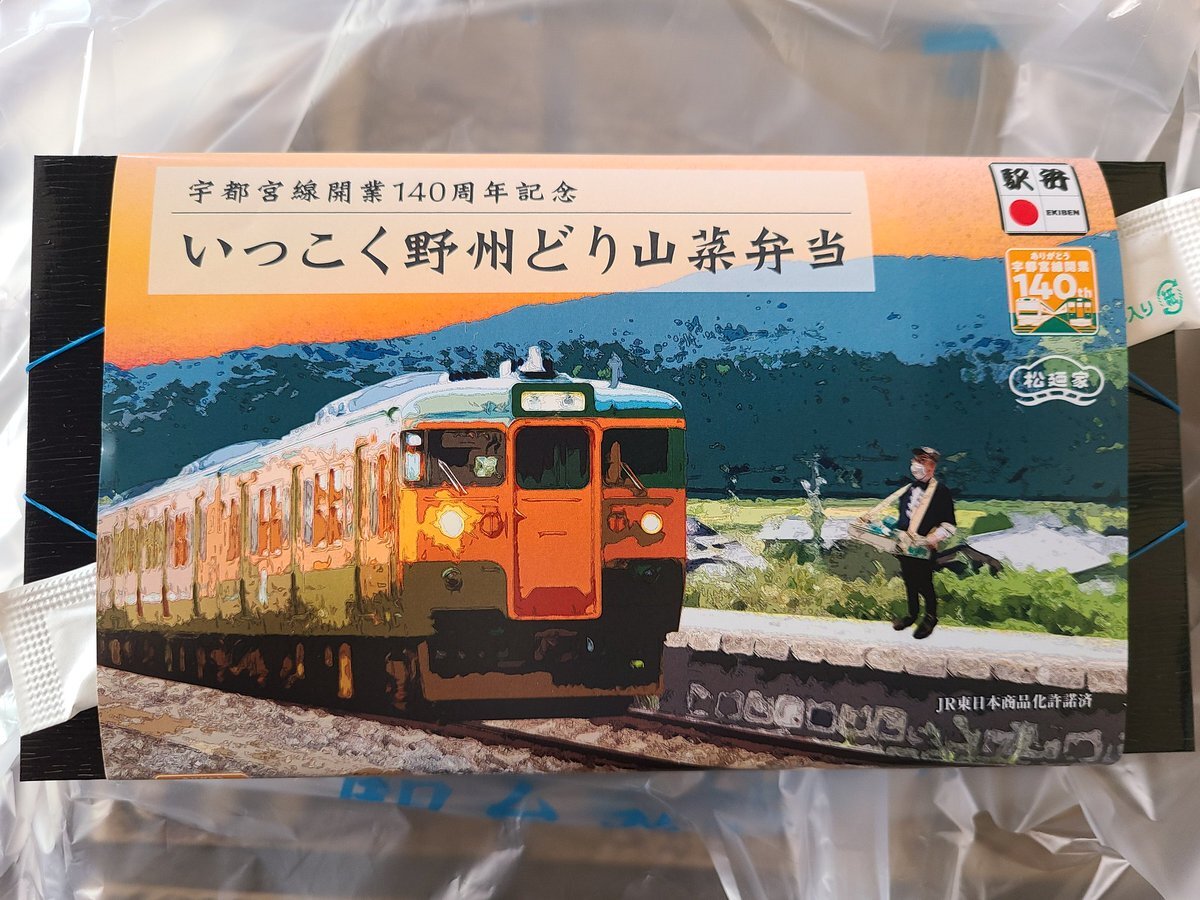 宇都宮線開業140周年記念
いっこく野州どり山菜弁当
駅弁
EKIBEN
ありがとう
宇都宮線開業
140th
松廼家
入り
JR東日本商品化許諾済